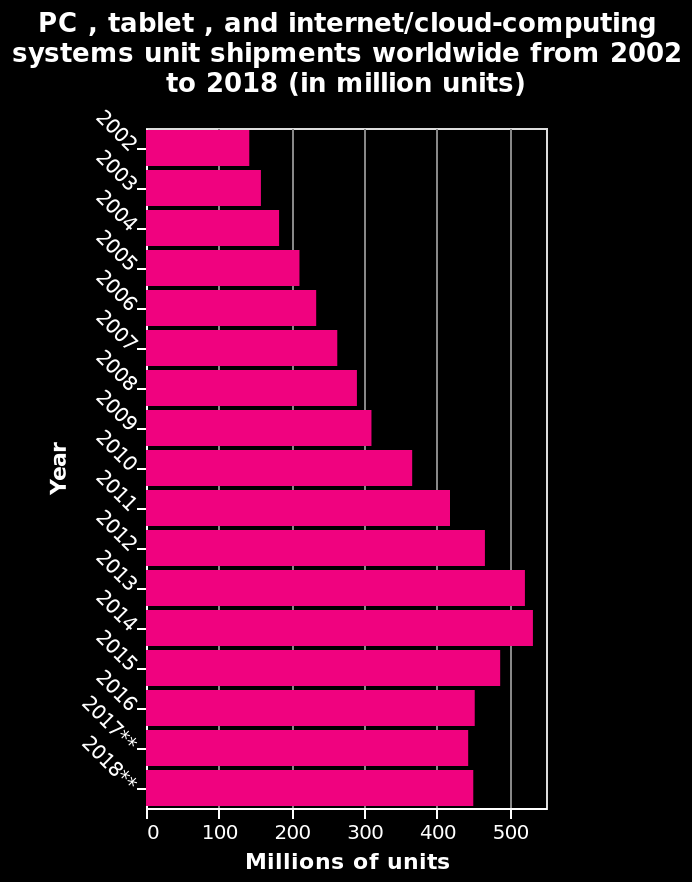 PC , tablet , and internet/cloud-computing
systems unit shipments worldwide from 2002
to 2018 (in million units)
2002
2003
2004
2005
2006
2007
2008
2009
2010
2011
2012
2013
2014
2015
2016
2017**
2018**
Year
0 100 200 300 400 500
Millions of units